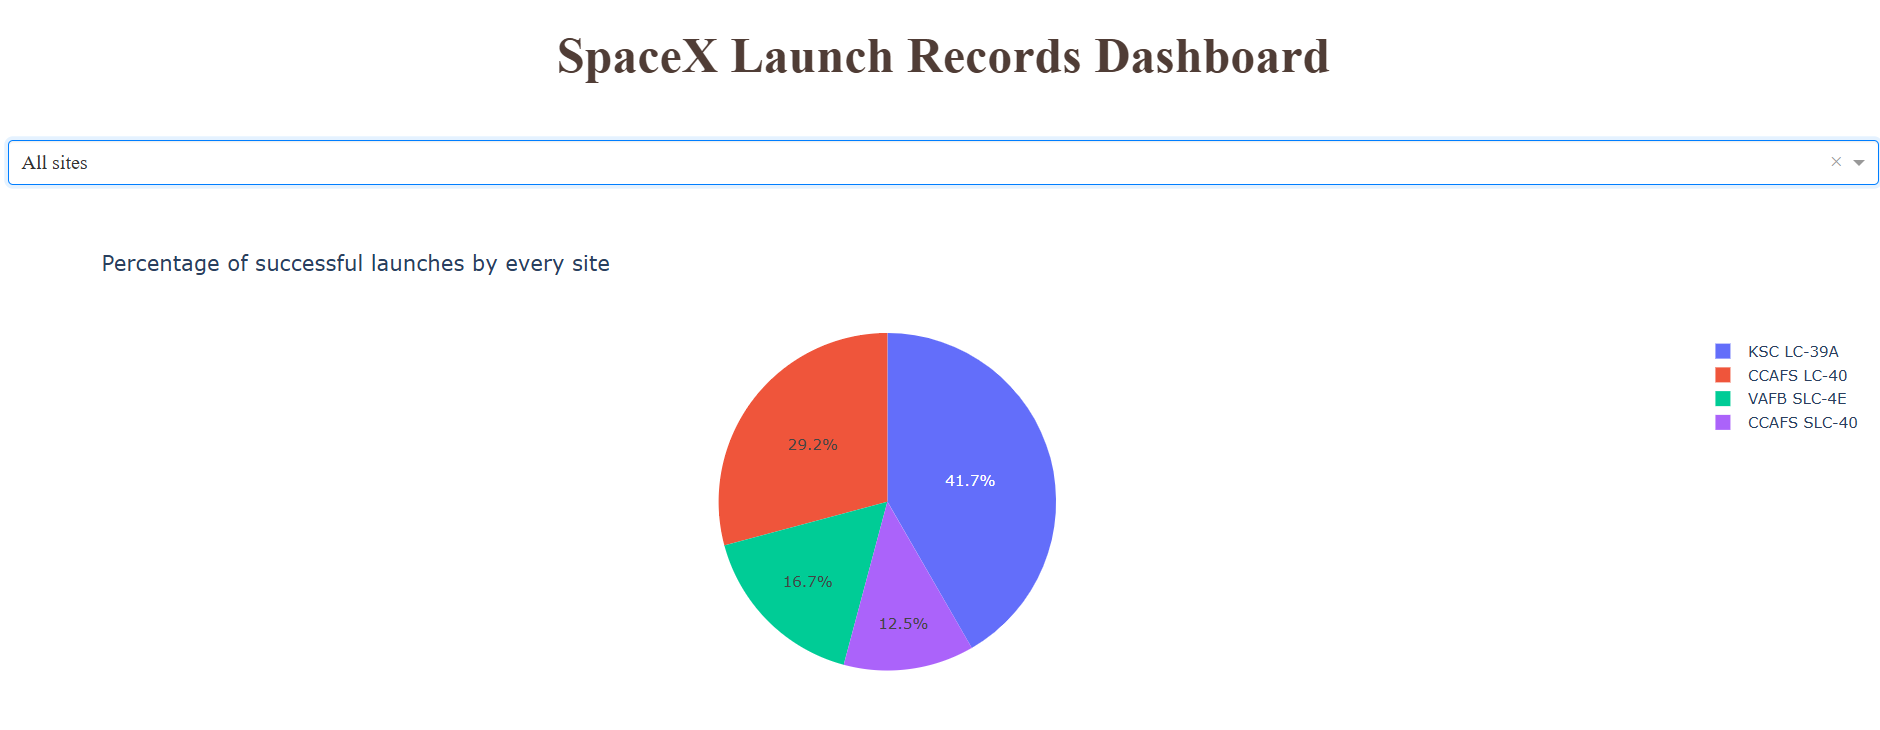 SpaceX Launch Records Dashboard
All sites
Percentage of successful launches by every site
KSC LC-39A
CCAFS LC-40
VAFB SLC-4E
CCAFS SLC-40
29.2%
41.7%
16.7%
12.5%